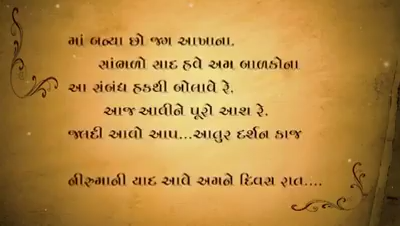 માં બન્યા છો જગ આખાના.
સાંભળો સાદ હવે અમ બાળકોના
આ સંબંધ હકથી બોલાવે રે,
આજ આવીને પૂરો આશ રે.
જલદી આવો આપ...આતુર દર્શન કાજ
નીરુમાની યાદ આવે અમને દિવસ રાત....